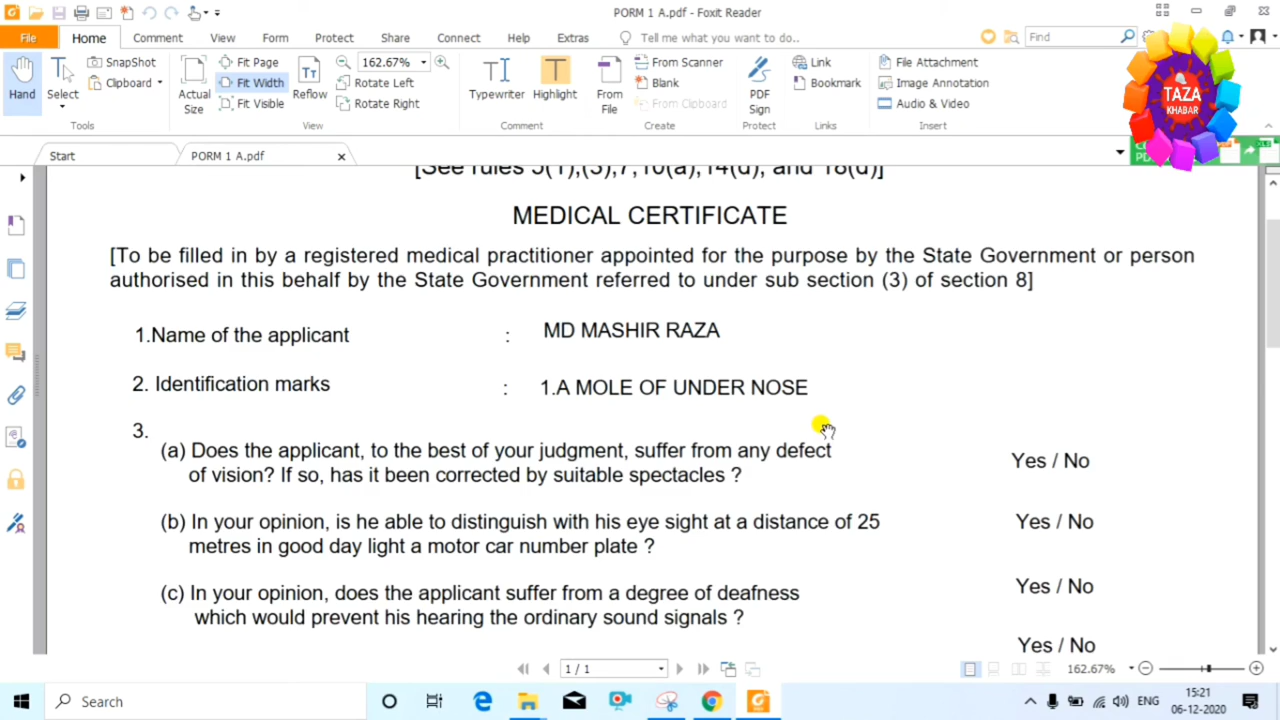 PORM 1 A.pdf - Foxit Reader
File Home Comment View Form Protect Share Connect Help Extras Tell me what you want to do.. Find
Hand
Select
SnapShot
Clipboard
Tools
Actual Size
Fit Page
Fit Width
Fit Visible
Reflow
162.67%
Rotate Left
Rotate Right
View
Typewriter
Highlight
Comment
From File
From Scanner
Blank
From Clipboard
Create
PDF Sign
Protect
Link
Bookmark
Links
File Attachment
Image Annotation
Audio & Video
Insert
TAZA
KHABAR
Start PORM 1 A.pdf
[See rules 5(1),(3),7,10(a),14(d), and 18(d)]
MEDICAL CERTIFICATE
[To be filled in by a registered medical practitioner appointed for the purpose by the State Government or person
authorised in this behalf by the State Government referred to under sub section (3) of section 8]
1.Name of the applicant : MD MASHIR RAZA
2. Identification marks : 1.A MOLE OF UNDER NOSE
3.
(a) Does the applicant, to the best of your judgment, suffer from any defect
of vision? If so, has it been corrected by suitable spectacles ?
Yes / No
(b) In your opinion, is he able to distinguish with his eye sight at a distance of 25 Yes / No
metres in good day light a motor car number plate ?
(c) In your opinion, does the applicant suffer from a degree of deafness Yes / No
which would prevent his hearing the ordinary sound signals ?
Yes / No
1 / 1 162.67%
Search ENG 15:21
06-12-2020